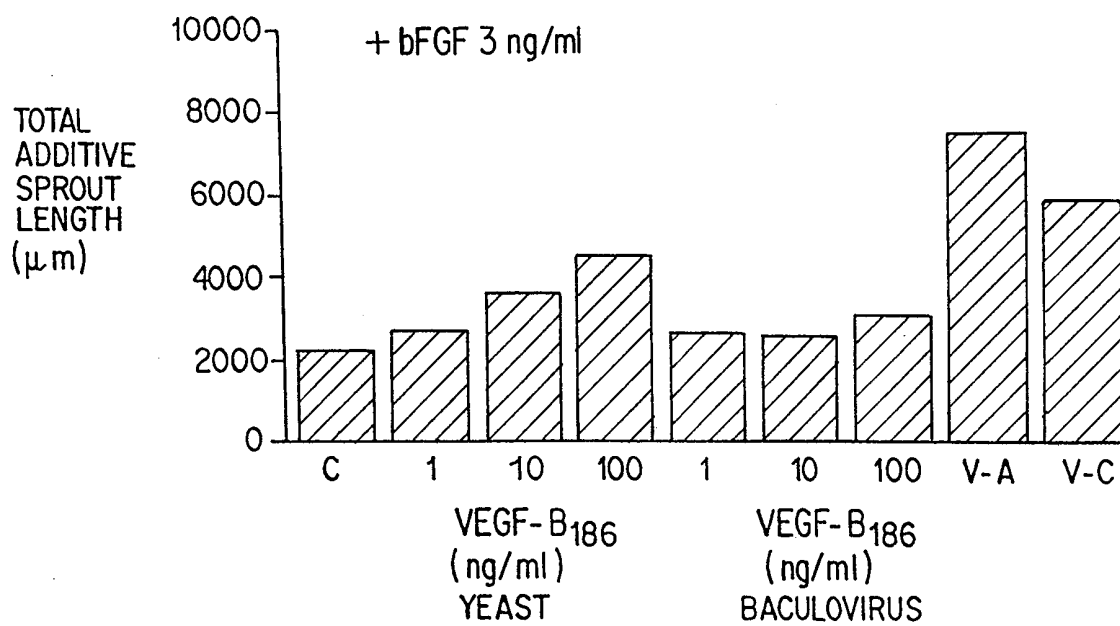 + bFGF 3 ng/ml
TOTAL
ADDITIVE
SPROUT
LENGTH
(μm)
10000
8000
6000
4000
2000
0
C 1 10 100 1 10 100 V-A V-C
VEGF-B186
(ng/ml)
YEAST
VEGF-B186
(ng/ml)
BACULOVIRUS